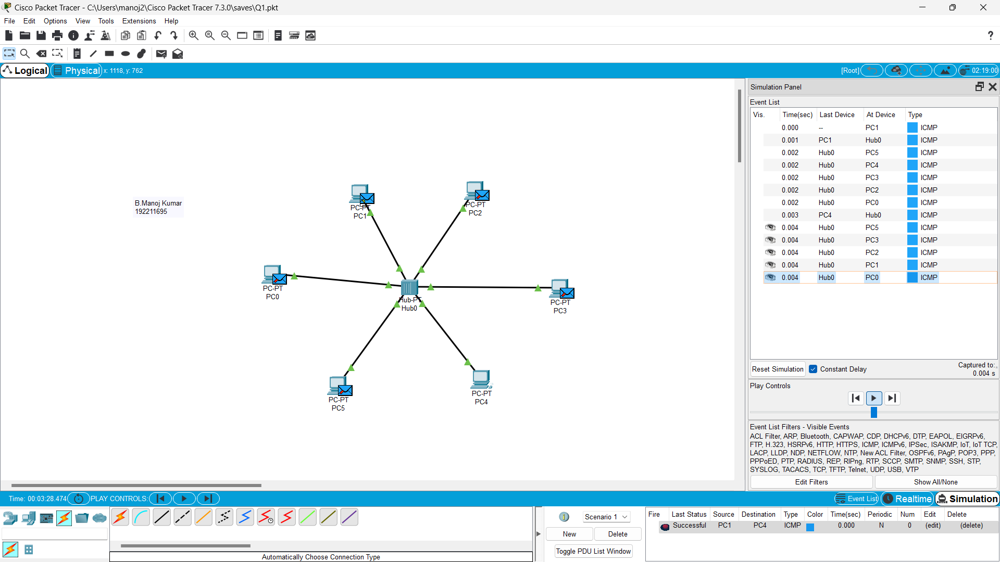 Cisco Packet Tracer - C:\Users\manoj2\Cisco Packet Tracer 7.3.0\saves\Q1.pkt
File Edit Options View Tools Extensions Help
Logical Physical x: 1118, y: 762 [Root] 02:19:00
B.Manoj Kumar
192211695
PC-PT
PC1
PC-PT
PC2
PC-PT
PC0
Hub-PT
Hub0
PC-PT
PC3
PC-PT
PC5
PC-PT
PC4
Simulation Panel
Event List
Vis. Time(sec) Last Device At Device Type
0.000 -- PC1 ICMP
0.001 PC1 Hub0 ICMP
0.002 Hub0 PC5 ICMP
0.002 Hub0 PC4 ICMP
0.002 Hub0 PC3 ICMP
0.002 Hub0 PC2 ICMP
0.002 Hub0 PC0 ICMP
0.003 PC4 Hub0 ICMP
0.004 Hub0 PC5 ICMP
0.004 Hub0 PC3 ICMP
0.004 Hub0 PC2 ICMP
0.004 Hub0 PC1 ICMP
0.004 Hub0 PC0 ICMP
Reset Simulation Constant Delay Captured to:
0.004 s
Play Controls
Event List Filters - Visible Events
ACL Filter, ARP, Bluetooth, CAPWAP, CDP, DHCPv6, DTP, EAPOL, EIGRPv6,
FTP, H.323, HSRPv6, HTTP, HTTPS, ICMP, ICMPv6, IPSec, ISAKMP, IoT, IoT TCP,
LACP, LLDP, NDP, NETFLOW, NTP, New ACL Filter, OSPFv6, PAgP, POP3, PPP,
PPPoED, PTP, RADIUS, REP, RIPng, RTP, SCCP, SMTP, SNMP, SSH, STP,
SYSLOG, TACACS, TCP, TFTP, Telnet, UDP, USB, VTP
Edit Filters Show All/None
Time: 00:03:28.474 PLAY CONTROLS: Event List Realtime Simulation
Automatically Choose Connection Type
Scenario 1
New Delete
Toggle PDU List Window
Fire Last Status Source Destination Type Color Time(sec) Periodic Num Edit Delete
Successful PC1 PC4 ICMP 0.000 N 0 (edit) (delete)